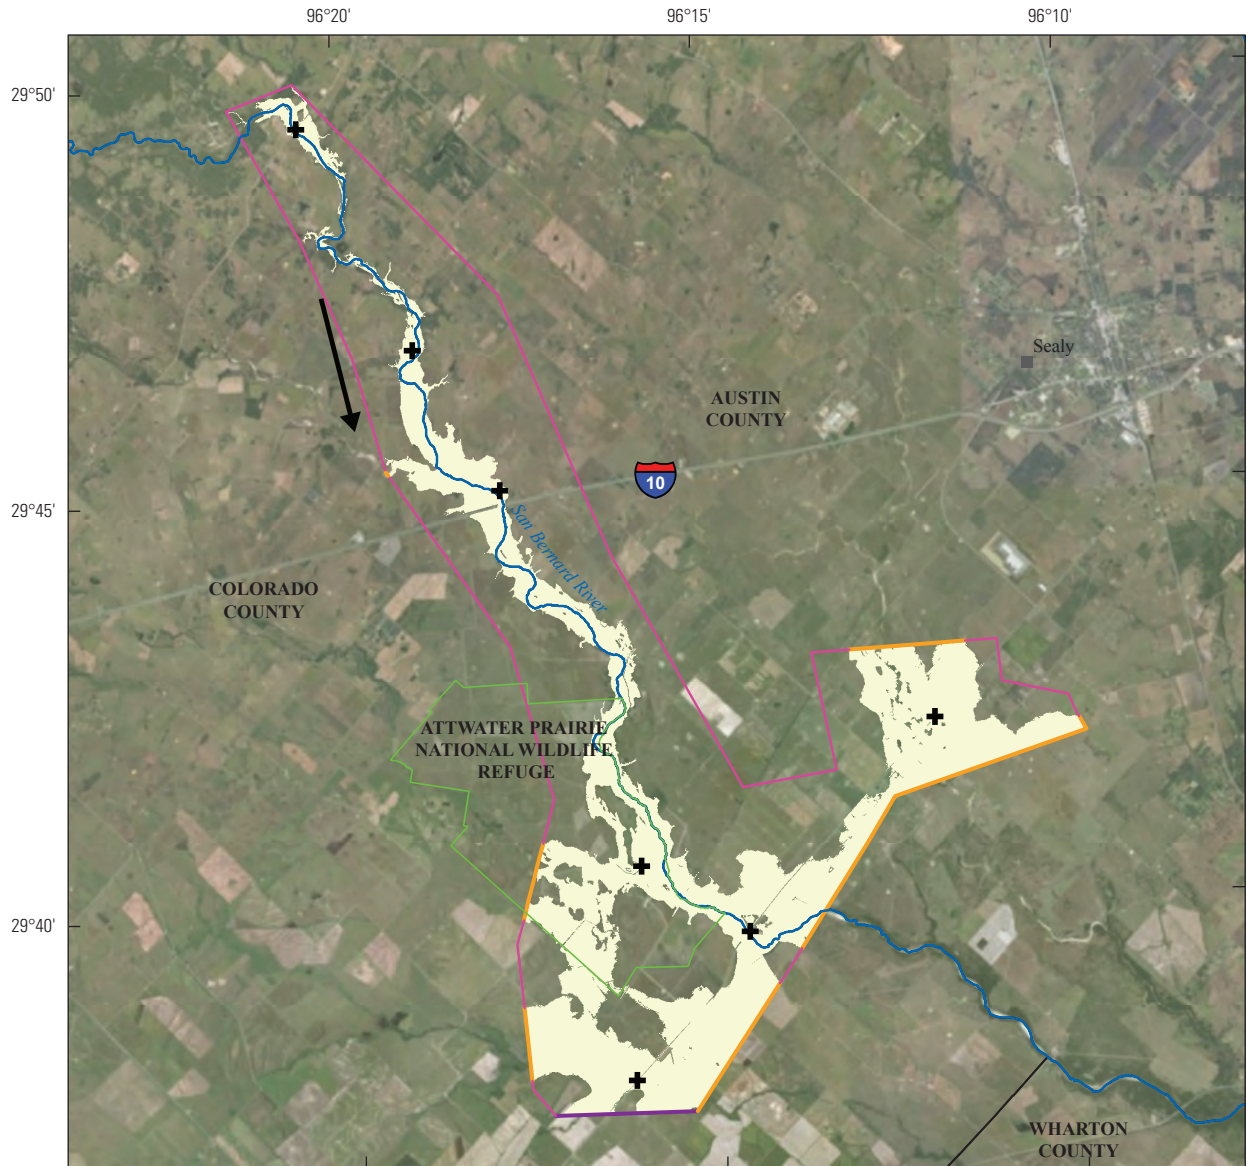 96°20'
96°15'
96°10'
29°50'
Sealy
AUSTIN
COUNTY
10
29°45'
San Bernard River
COLORADO
COUNTY
ATTWATER PRAIRIE
NATIONAL WILDLIFE
REFUGE
29°40'
WHARTON
COUNTY